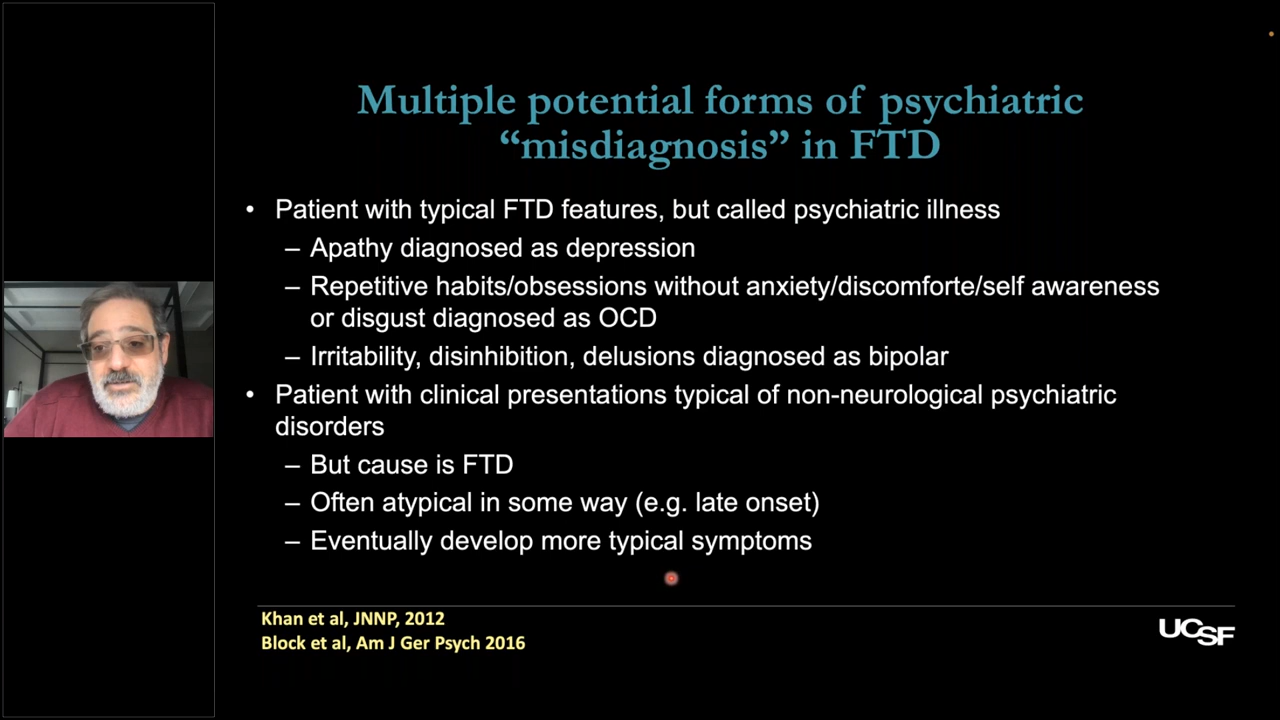 Multiple potential forms of psychiatric
“misdiagnosis” in FTD
• Patient with typical FTD features, but called psychiatric illness
– Apathy diagnosed as depression
– Repetitive habits/obsessions without anxiety/discomforte/self awareness
or disgust diagnosed as OCD
– Irritability, disinhibition, delusions diagnosed as bipolar
• Patient with clinical presentations typical of non-neurological psychiatric
disorders
– But cause is FTD
– Often atypical in some way (e.g. late onset)
– Eventually develop more typical symptoms
Khan et al, JNNP, 2012
Block et al, Am J Ger Psych 2016
UCSF